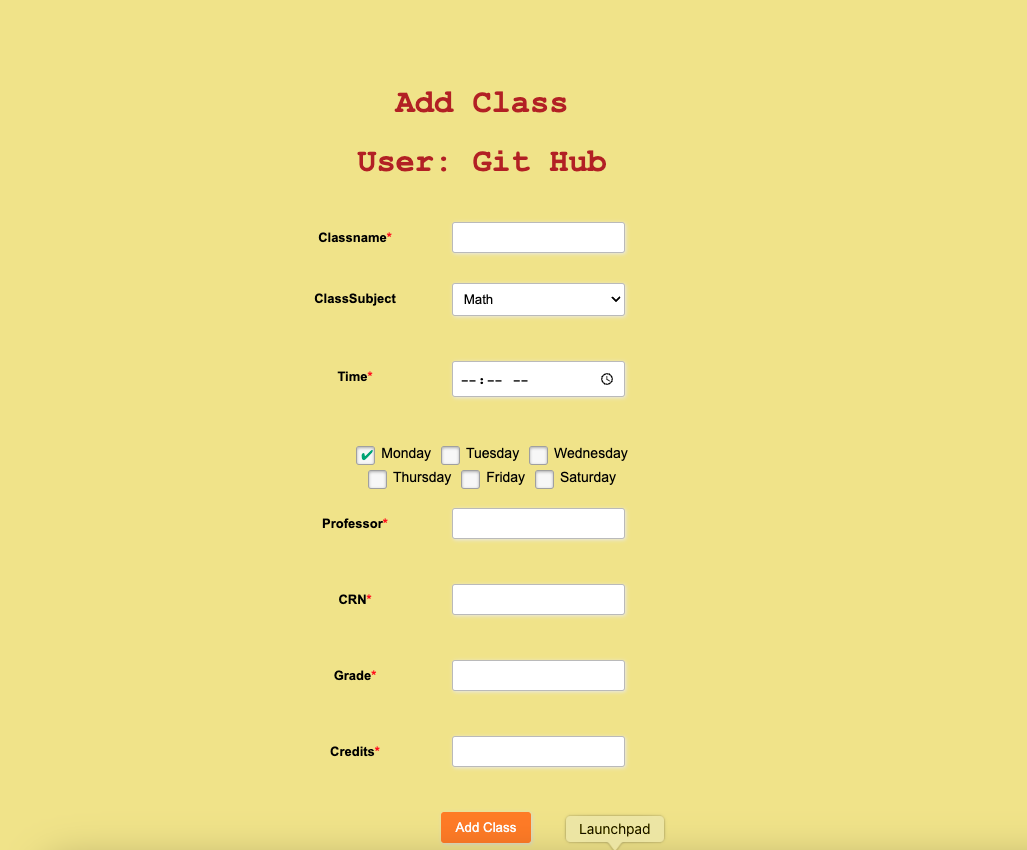 Add Class
User: Git Hub
Classname*
ClassSubject Math
Time* --:-- --
Monday Tuesday Wednesday
Thursday Friday Saturday
Professor*
CRN*
Grade*
Credits*
Add Class Launchpad